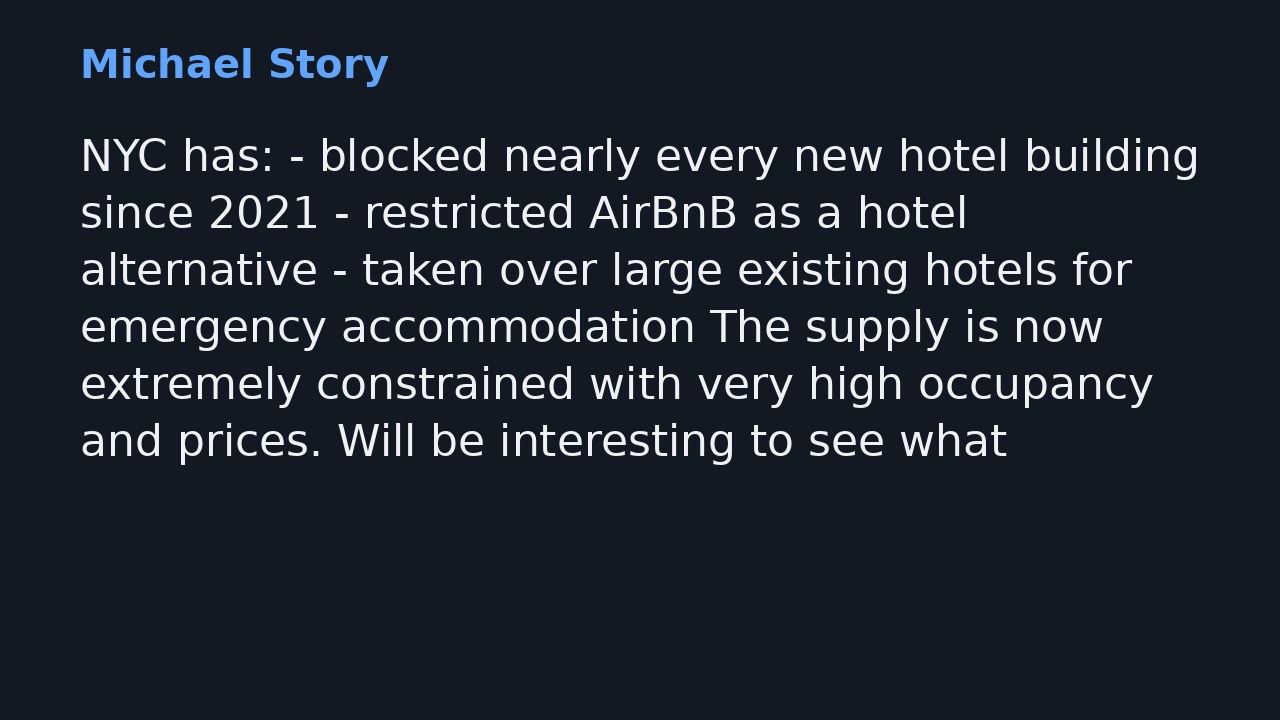 Michael Story
NYC has: - blocked nearly every new hotel building
since 2021 - restricted AirBnB as a hotel
alternative - taken over large existing hotels for
emergency accommodation The supply is now
extremely constrained with very high occupancy
and prices. Will be interesting to see what